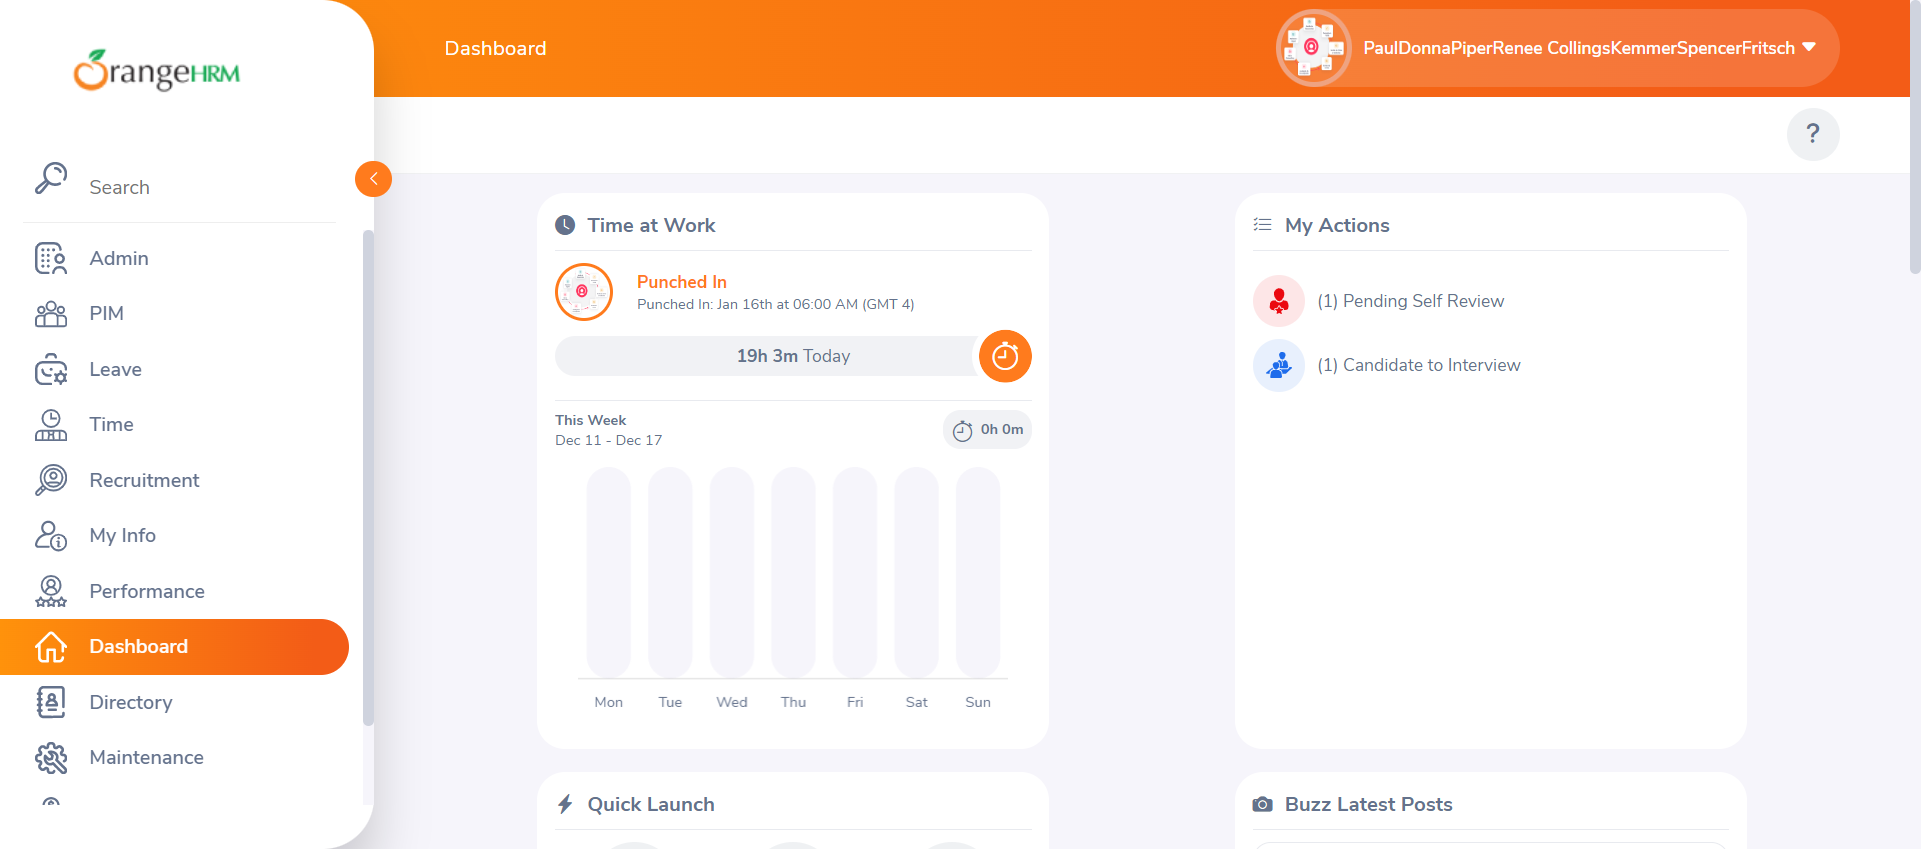 OrangeHRM
Dashboard
PaulDonnaPiperRenee CollingsKemmerSpencerFritsch
?
Search
Admin
PIM
Leave
Time
Recruitment
My Info
Performance
Dashboard
Directory
Maintenance
Time at Work
Punched In
Punched In: Jan 16th at 06:00 AM (GMT 4)
19h 3m Today
This Week
Dec 11 - Dec 17
0h 0m
Mon Tue Wed Thu Fri Sat Sun
My Actions
(1) Pending Self Review
(1) Candidate to Interview
Quick Launch
Buzz Latest Posts